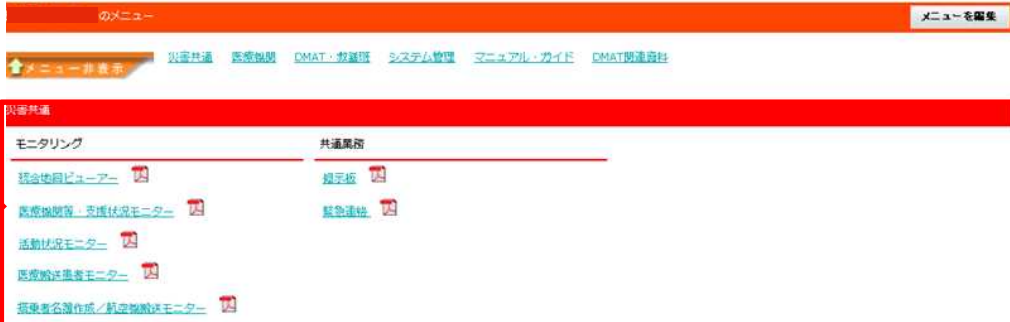 のメニュー メニューを編集
メニュー非表示 災害共通 医療機関 DMAT・救護班 システム管理 マニュアル・ガイド DMAT関連資料
災害共通
モニタリング 共通業務
統合地図ビューアー 掲示板
医療機関等・支援状況モニター 緊急連絡
活動状況モニター
医療搬送患者モニター
搭乗者名簿作成/航空機搬送モニター